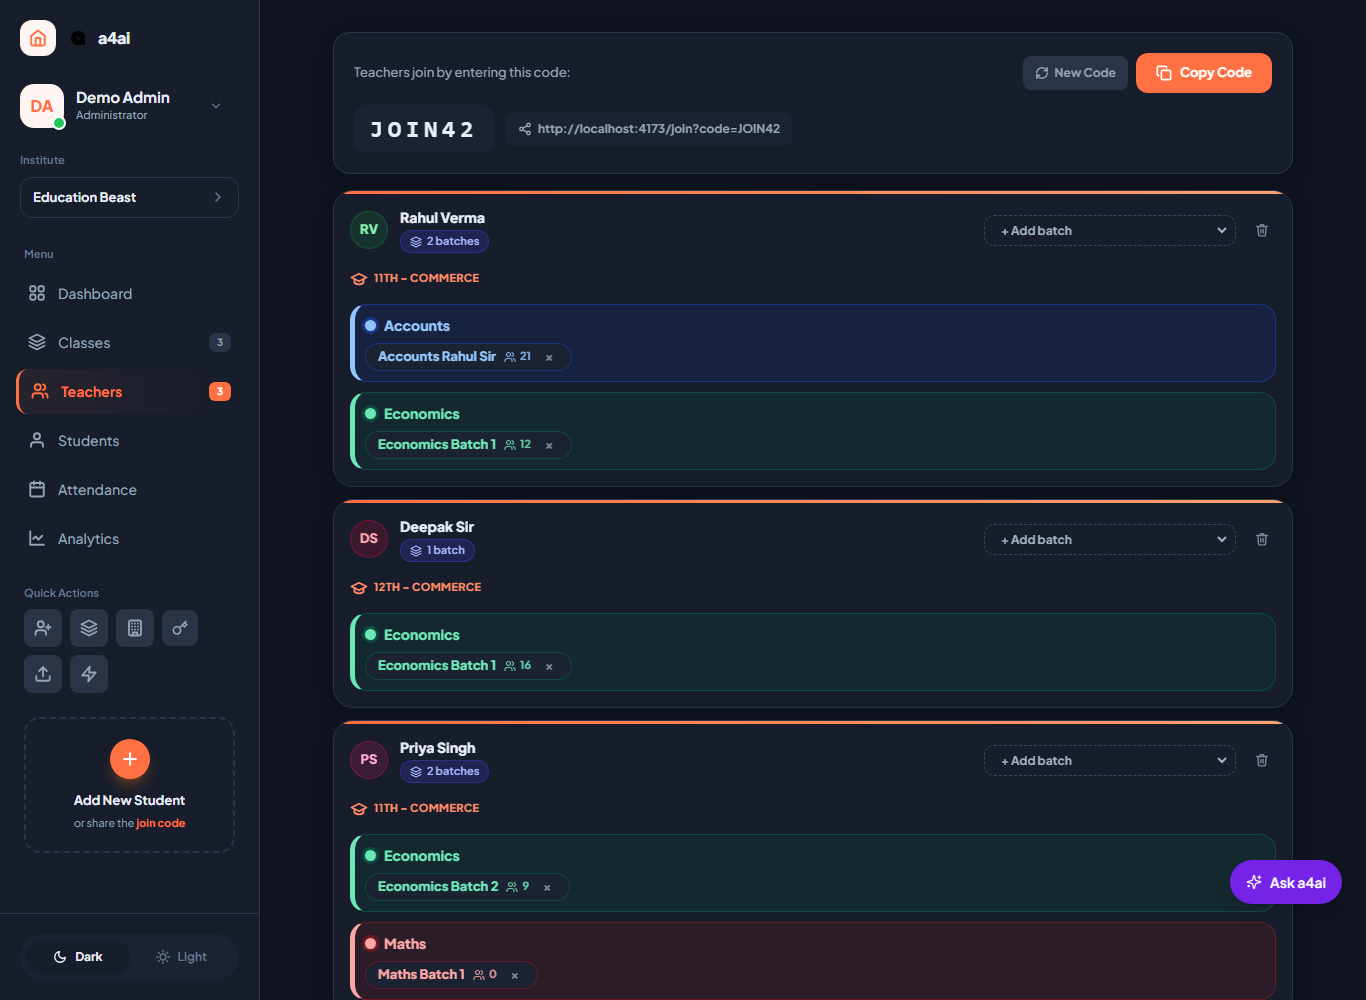 a4ai
DA
Demo Admin
Administrator
Institute
Education Beast
Menu
Dashboard
Classes 3
Teachers 3
Students
Attendance
Analytics
Quick Actions
Add New Student
or share the join code
Dark Light
Teachers join by entering this code:
New Code
Copy Code
JOIN42
http://localhost:4173/join?code=JOIN42
RV
Rahul Verma
2 batches
+ Add batch
11TH - COMMERCE
Accounts
Accounts Rahul Sir 21 ×
Economics
Economics Batch 1 12 ×
DS
Deepak Sir
1 batch
+ Add batch
12TH - COMMERCE
Economics
Economics Batch 1 16 ×
PS
Priya Singh
2 batches
+ Add batch
11TH - COMMERCE
Economics
Economics Batch 2 9 ×
Maths
Maths Batch 1 0 ×
Ask a4ai